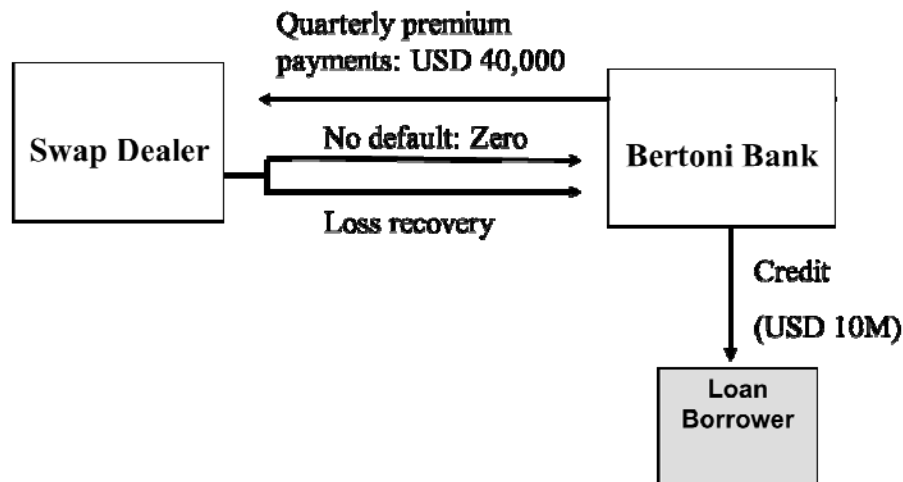 Quarterly premium
payments: USD 40,000
Swap Dealer
No default: Zero
Bertoni Bank
Loss recovery
Credit
(USD 10M)
Loan
Borrower